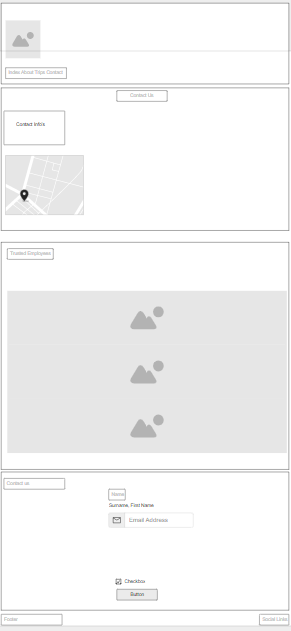 Index About Trips Contact
Contact Us
Contact Info's
Trusted Employees
Contact us
Name
Surname, First Name
Email Address
Checkbox
Button
Footer
Social Links